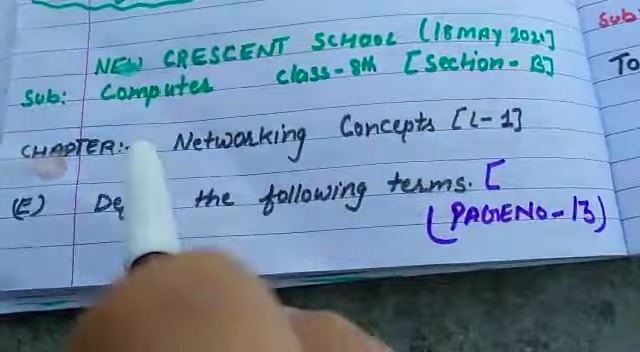 NEW CRESCENT SCHOOL [18 MAY 2021]
Sub: Computer Class-8th [Section-B]
CHAPTER:- Networking Concepts [L-1]
(E) the following terms. [
(PAGENO-13)
Sub:
To